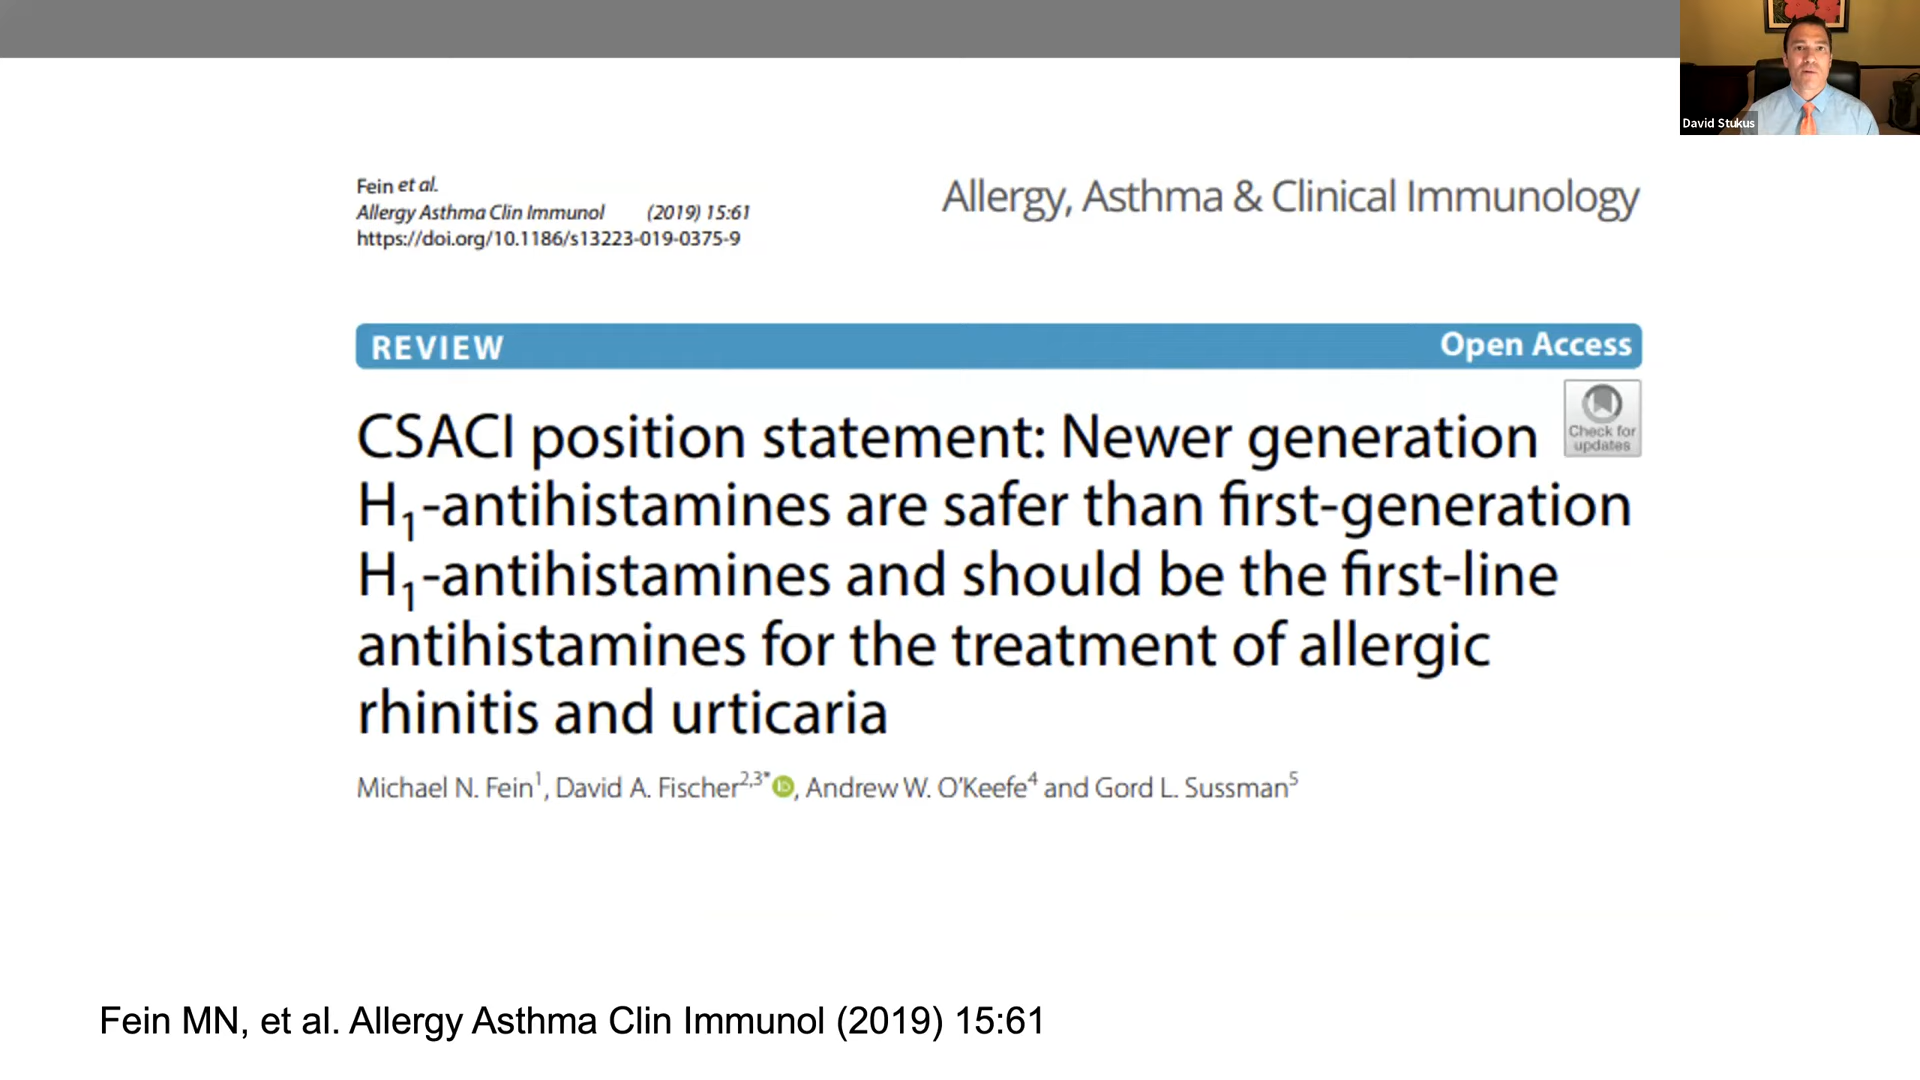 David Stukus
Fein et al.
Allergy Asthma Clin Immunol (2019) 15:61
https://doi.org/10.1186/s13223-019-0375-9
Allergy, Asthma & Clinical Immunology
REVIEW
Open Access
Check for
updates
CSACI position statement: Newer generation
H1-antihistamines are safer than first-generation
H1-antihistamines and should be the first-line
antihistamines for the treatment of allergic
rhinitis and urticaria
Michael N. Fein1, David A. Fischer2,3* iD, Andrew W. O'Keefe4 and Gord L. Sussman5
Fein MN, et al. Allergy Asthma Clin Immunol (2019) 15:61